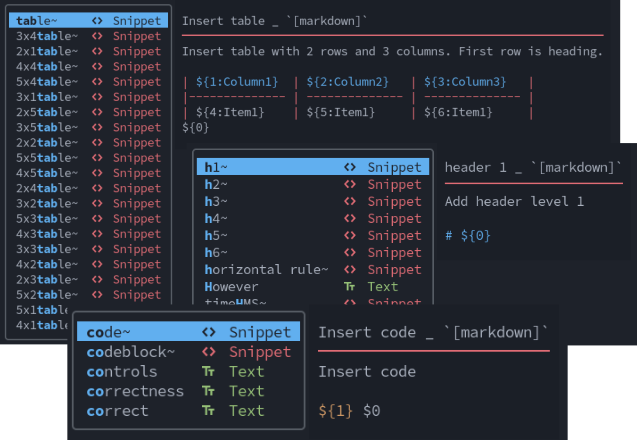 table~ <> Snippet
3x4table~ <> Snippet
2x1table~ <> Snippet
4x4table~ <> Snippet
5x4table~ <> Snippet
3x1table~ <> Snippet
2x5table~ <> Snippet
3x5table~ <> Snippet
2x2table~ <> Snippet
5x5table~ <> Snippet
4x5table~ <> Snippet
2x4table~ <> Snippet
3x2table~ <> Snippet
5x3table~ <> Snippet
4x3table~ <> Snippet
3x3table~ <> Snippet
4x2table~ <> Snippet
2x3table~ <> Snippet
5x2table~ <> Snippet
5x1table
4x1table
Insert table _ `[markdown]`
Insert table with 2 rows and 3 columns. First row is heading.
| ${1:Column1} | ${2:Column2} | ${3:Column3} |
|------------- | ------------- | ------------- |
| ${4:Item1} | ${5:Item1} | ${6:Item1} |
${0}
h1~ <> Snippet
h2~ <> Snippet
h3~ <> Snippet
h4~ <> Snippet
h5~ <> Snippet
h6~ <> Snippet
horizontal rule~ <> Snippet
However Tт Text
timeHMS~ <> Snippet
header 1 _ `[markdown]`
Add header level 1
# ${0}
code~ <> Snippet
codeblock~ <> Snippet
controls Tт Text
correctness Tт Text
correct Tт Text
Insert code _ `[markdown]`
Insert code
${1} $0